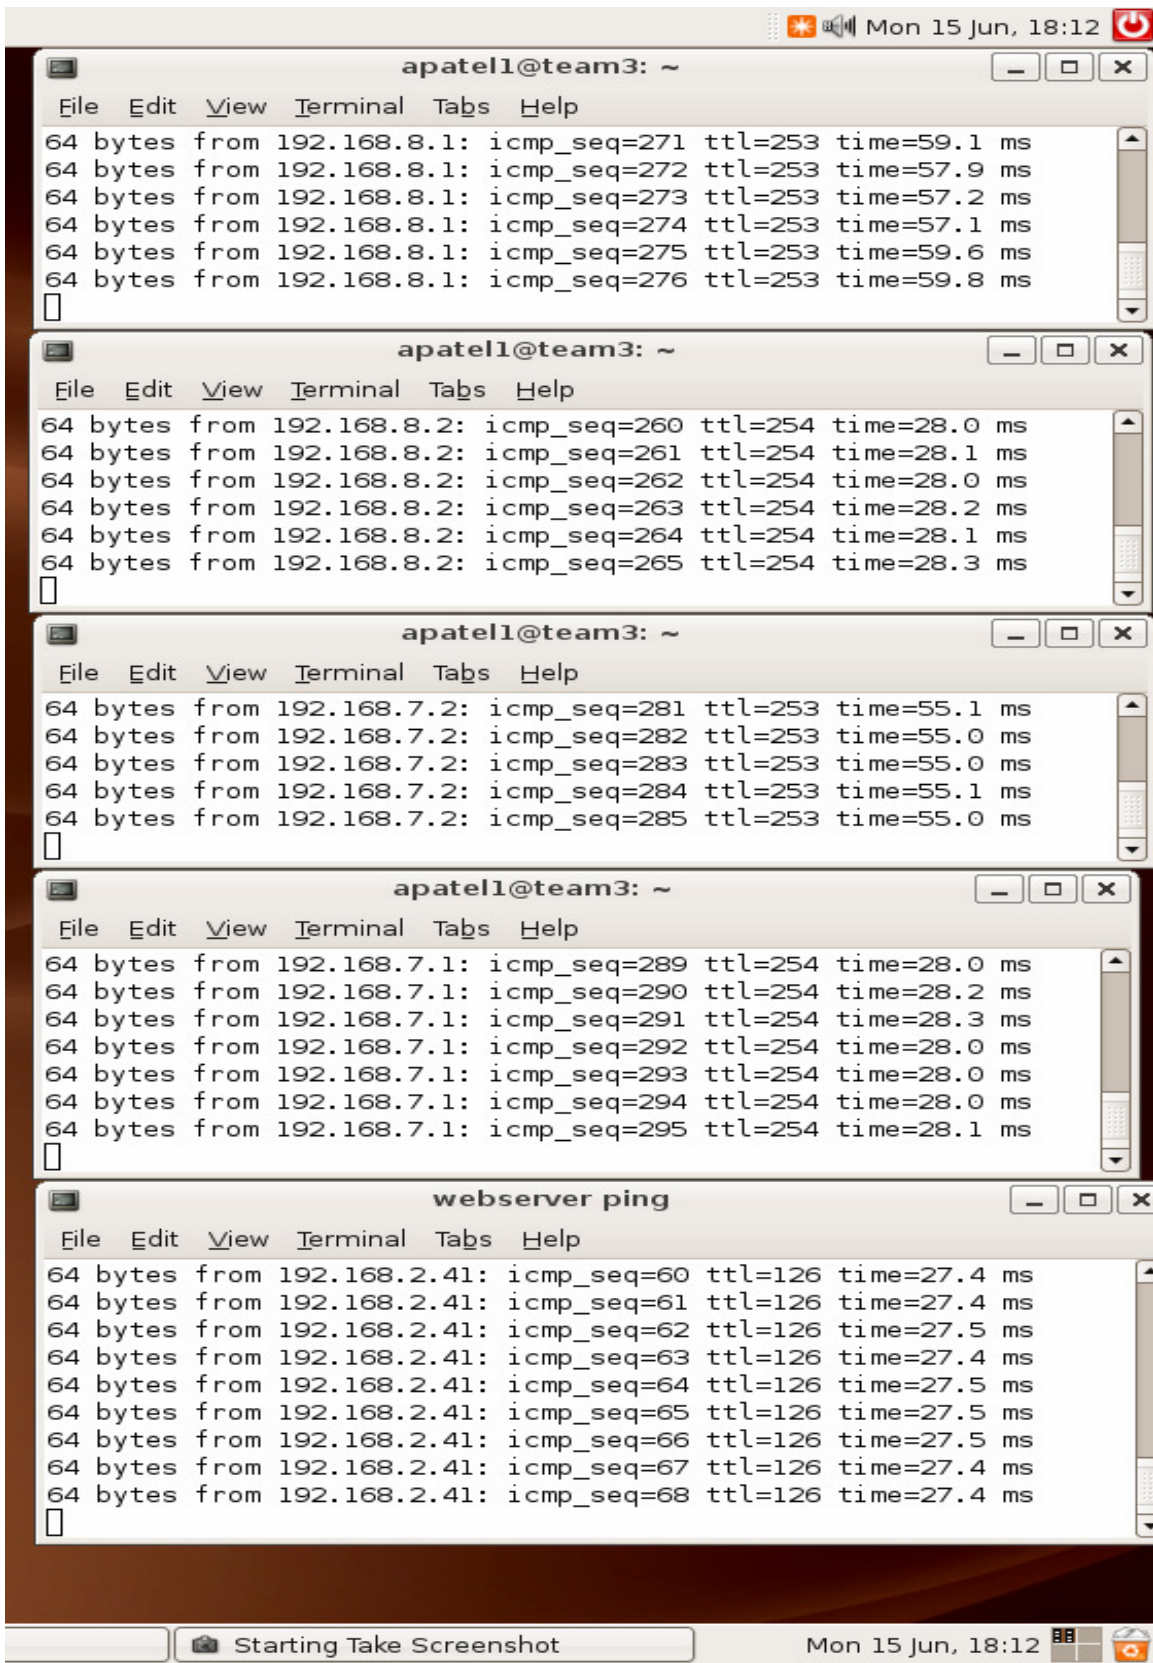 Mon 15 Jun, 18:12
apatel1@team3: ~
File Edit View Terminal Tabs Help
64 bytes from 192.168.8.1: icmp_seq=271 ttl=253 time=59.1 ms
64 bytes from 192.168.8.1: icmp_seq=272 ttl=253 time=57.9 ms
64 bytes from 192.168.8.1: icmp_seq=273 ttl=253 time=57.2 ms
64 bytes from 192.168.8.1: icmp_seq=274 ttl=253 time=57.1 ms
64 bytes from 192.168.8.1: icmp_seq=275 ttl=253 time=59.6 ms
64 bytes from 192.168.8.1: icmp_seq=276 ttl=253 time=59.8 ms
apatel1@team3: ~
File Edit View Terminal Tabs Help
64 bytes from 192.168.8.2: icmp_seq=260 ttl=254 time=28.0 ms
64 bytes from 192.168.8.2: icmp_seq=261 ttl=254 time=28.1 ms
64 bytes from 192.168.8.2: icmp_seq=262 ttl=254 time=28.0 ms
64 bytes from 192.168.8.2: icmp_seq=263 ttl=254 time=28.2 ms
64 bytes from 192.168.8.2: icmp_seq=264 ttl=254 time=28.1 ms
64 bytes from 192.168.8.2: icmp_seq=265 ttl=254 time=28.3 ms
apatel1@team3: ~
File Edit View Terminal Tabs Help
64 bytes from 192.168.7.2: icmp_seq=281 ttl=253 time=55.1 ms
64 bytes from 192.168.7.2: icmp_seq=282 ttl=253 time=55.0 ms
64 bytes from 192.168.7.2: icmp_seq=283 ttl=253 time=55.0 ms
64 bytes from 192.168.7.2: icmp_seq=284 ttl=253 time=55.1 ms
64 bytes from 192.168.7.2: icmp_seq=285 ttl=253 time=55.0 ms
apatel1@team3: ~
File Edit View Terminal Tabs Help
64 bytes from 192.168.7.1: icmp_seq=289 ttl=254 time=28.0 ms
64 bytes from 192.168.7.1: icmp_seq=290 ttl=254 time=28.2 ms
64 bytes from 192.168.7.1: icmp_seq=291 ttl=254 time=28.3 ms
64 bytes from 192.168.7.1: icmp_seq=292 ttl=254 time=28.0 ms
64 bytes from 192.168.7.1: icmp_seq=293 ttl=254 time=28.0 ms
64 bytes from 192.168.7.1: icmp_seq=294 ttl=254 time=28.0 ms
64 bytes from 192.168.7.1: icmp_seq=295 ttl=254 time=28.1 ms
webserver ping
File Edit View Terminal Tabs Help
64 bytes from 192.168.2.41: icmp_seq=60 ttl=126 time=27.4 ms
64 bytes from 192.168.2.41: icmp_seq=61 ttl=126 time=27.4 ms
64 bytes from 192.168.2.41: icmp_seq=62 ttl=126 time=27.5 ms
64 bytes from 192.168.2.41: icmp_seq=63 ttl=126 time=27.4 ms
64 bytes from 192.168.2.41: icmp_seq=64 ttl=126 time=27.5 ms
64 bytes from 192.168.2.41: icmp_seq=65 ttl=126 time=27.5 ms
64 bytes from 192.168.2.41: icmp_seq=66 ttl=126 time=27.5 ms
64 bytes from 192.168.2.41: icmp_seq=67 ttl=126 time=27.4 ms
64 bytes from 192.168.2.41: icmp_seq=68 ttl=126 time=27.4 ms
Starting Take Screenshot Mon 15 Jun, 18:12